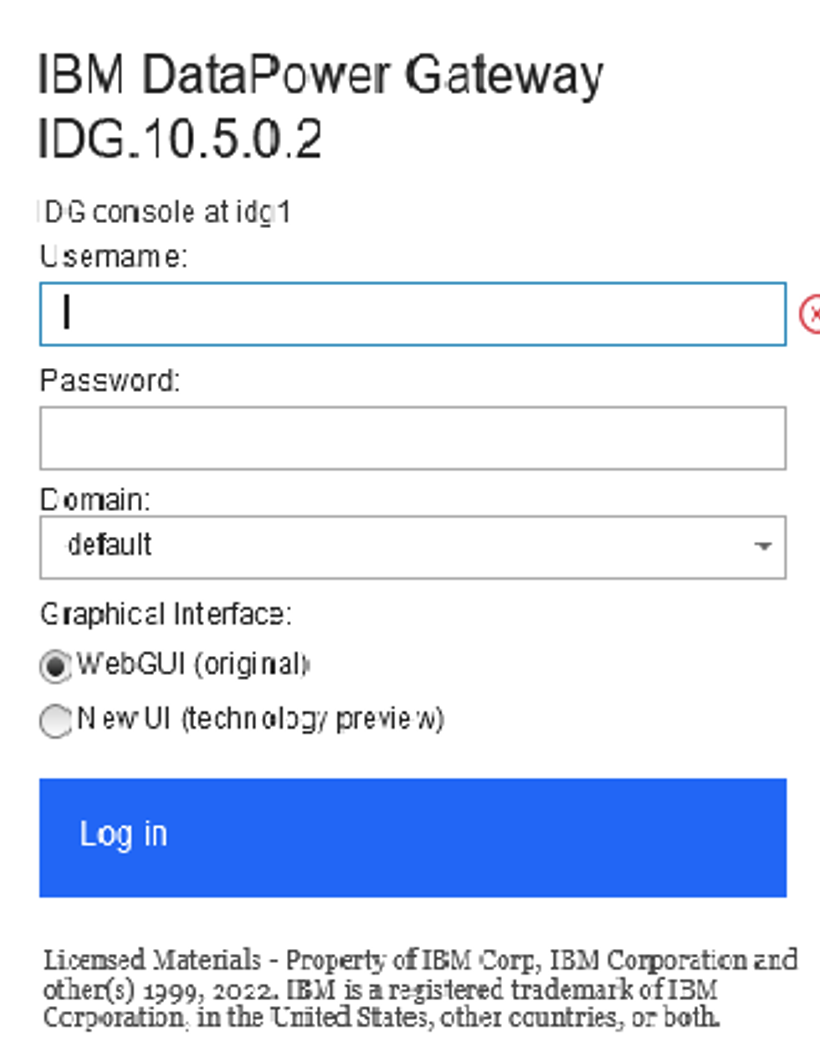 IBM DataPower Gateway
IDG.10.5.0.2
IDG console at idg1
Username:
Password:
Domain:
default
Graphical Interface:
WebGUI (original)
New UI (technology preview)
Log in
Licensed Materials - Property of IBM Corp, IBM Corporation and
other(s) 1999, 2022. IBM is a registered trademark of IBM
Corporation, in the United States, other countries, or both.